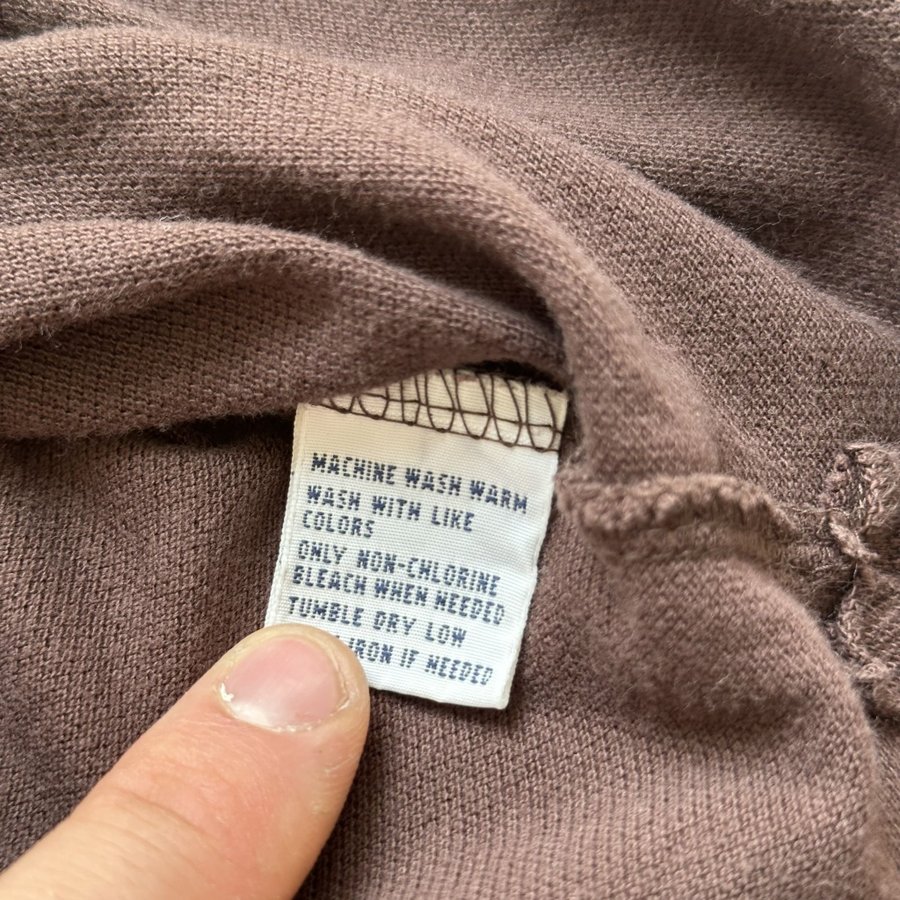 MACHINE WASH WARM
WASH WITH LIKE
COLORS
ONLY NON-CHLORINE
BLEACH WHEN NEEDED
TUMBLE DRY LOW
IRON IF NEEDED